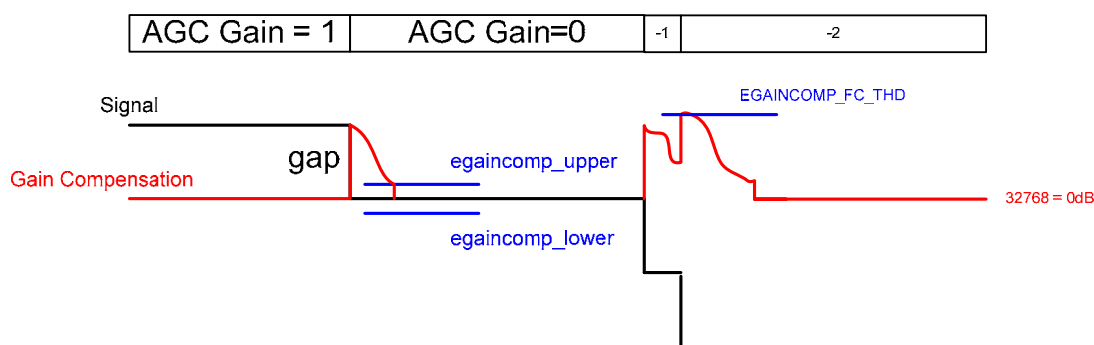 AGC Gain = 1
AGC Gain=0
-1
-2
EGAINCOMP_FC_THD
Signal
gap
egaincomp_upper
Gain Compensation
32768 = 0dB
egaincomp_lower